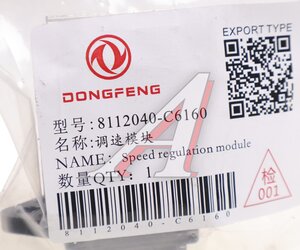 EXPORT TYPE
DONGFENG
型号:8112040-C6160
名称:调速模块
NAME: Speed regulation module
数量QTY: 1
检
001
8112040-C6160